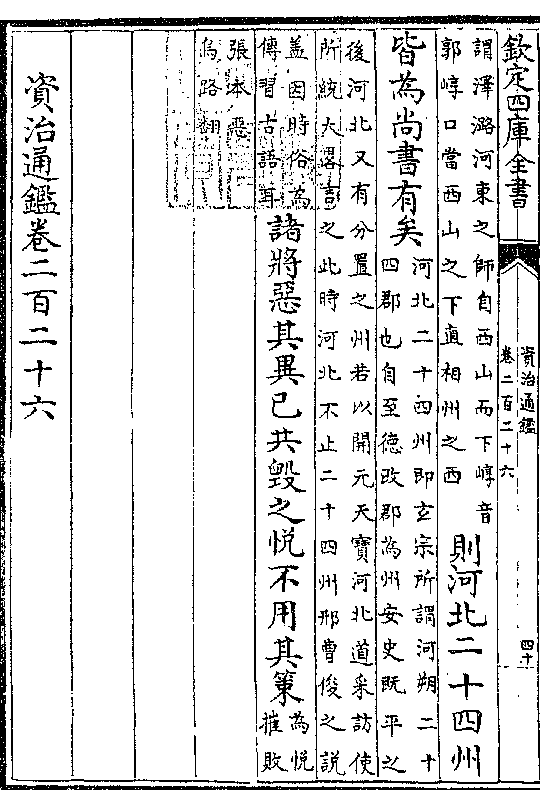 欽定四庫全書
資治通鑑
卷二百二十六
四十
謂澤潞河東之師自西山而下崞音
郭崞口當西山之下直相州之西
則河北二十四州
皆為尚書有矣
河北二十四州即玄宗所謂河朔二十
四郡也自至德改郡為州安史既平之
後河北又有分置之州若以開元天寶河北道采訪使
所統大畧言之此時河北不止二十四州邢曹俊之說
盖因時俗為
傳習古語耳
諸將惡其異己共毀之悅不用其策
為悅
摧敗
張本惡
烏路翻
資治通鑑卷二百二十六